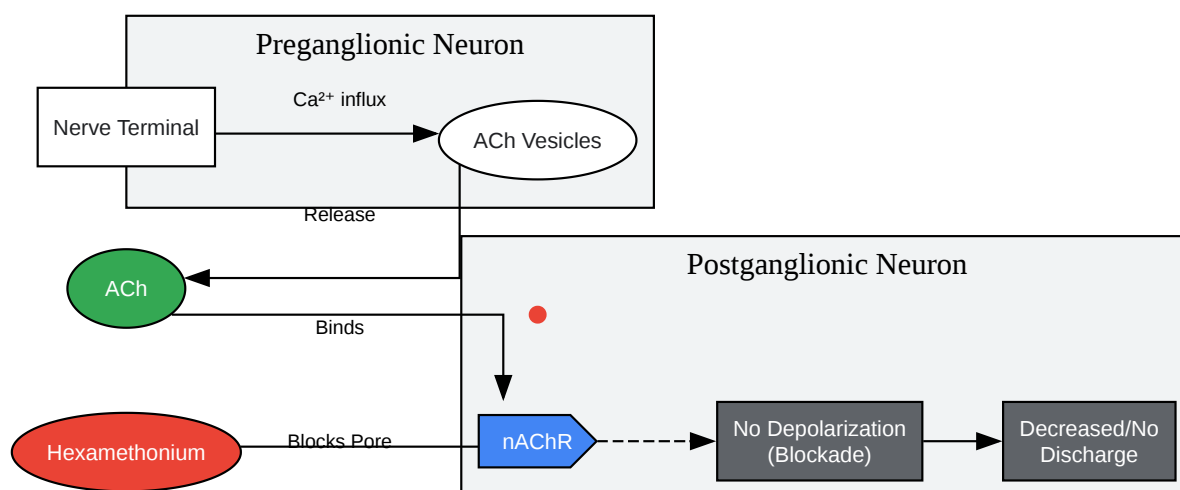 Preganglionic Neuron
Nerve Terminal
Ca²⁺ influx
ACh Vesicles
Release
Postganglionic Neuron
ACh
Binds
Hexamethonium
Blocks Pore
nAChR
No Depolarization
(Blockade)
Decreased/No
Discharge